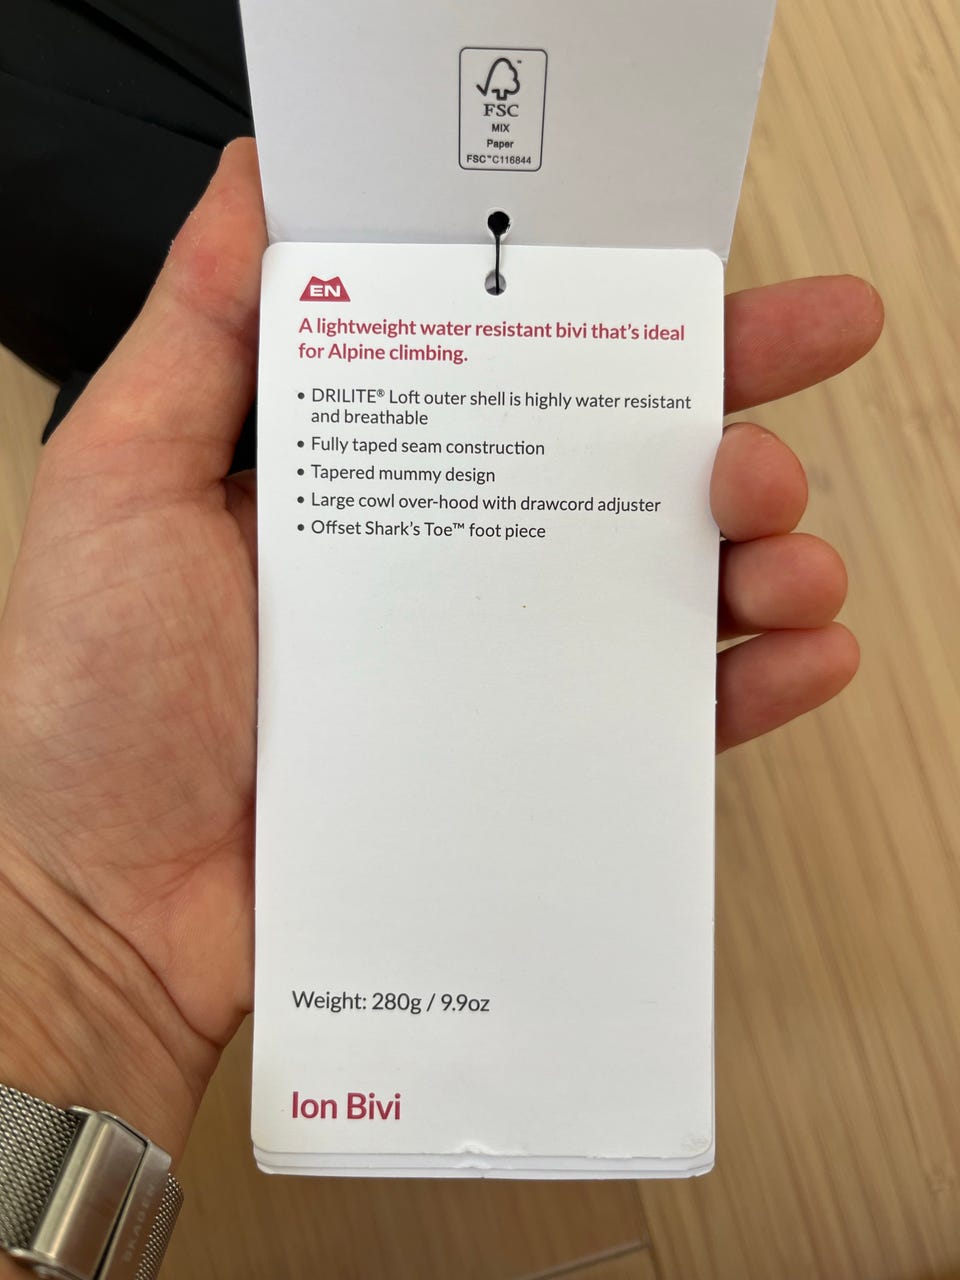 FSC
MIX
Paper
FSC™C116844
EN
A lightweight water resistant bivi that's ideal
for Alpine climbing.
• DRILITE® Loft outer shell is highly water resistant
and breathable
• Fully taped seam construction
• Tapered mummy design
• Large cowl over-hood with drawcord adjuster
• Offset Shark's Toe™ foot piece
Weight: 280g / 9.9oz
Ion Bivi
SKAGEN